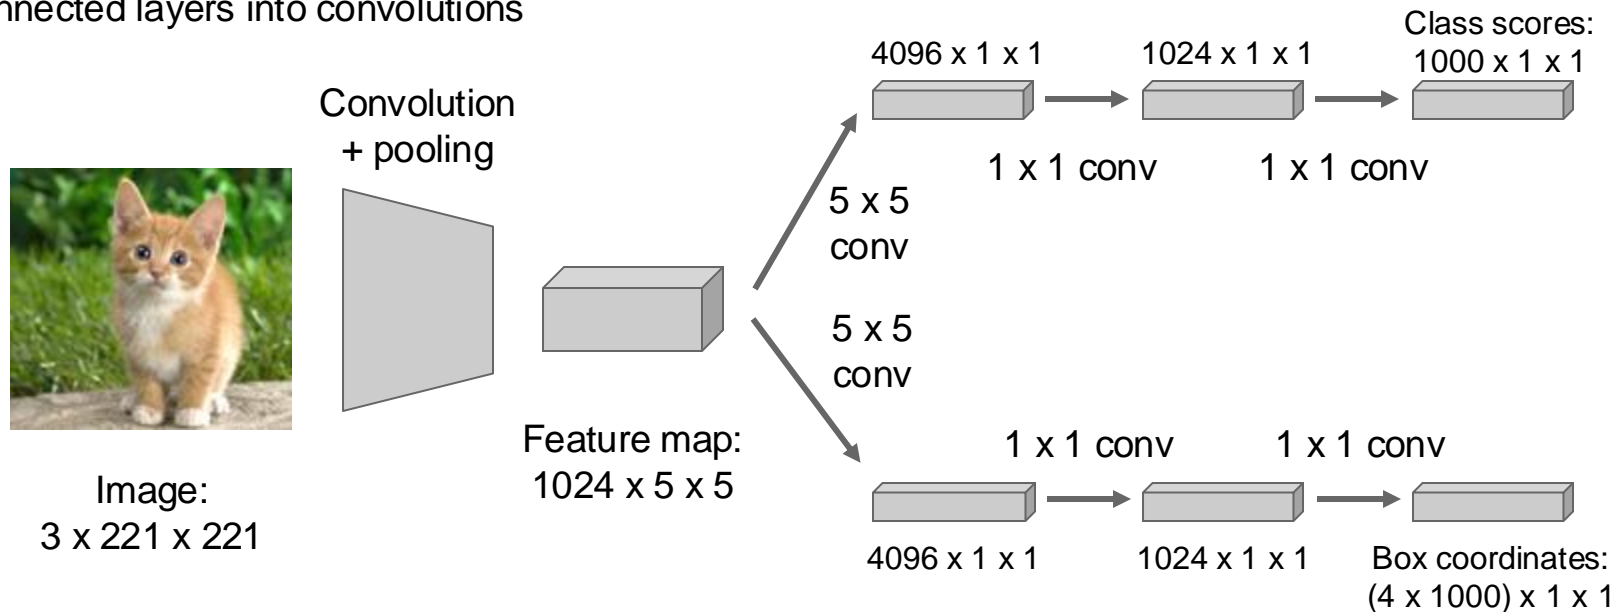 layers into convolutions
Convolution
+ pooling
Image:
3 x 221 x 221
Feature map:
1024 x 5 x 5
5 x 5
conv
5 x 5
conv
4096 x 1 x 1
1024 x 1 x 1
Class scores:
1000 x 1 x 1
1 x 1 conv
1 x 1 conv
1 x 1 conv
1 x 1 conv
4096 x 1 x 1
1024 x 1 x 1
Box coordinates:
(4 x 1000) x 1 x 1